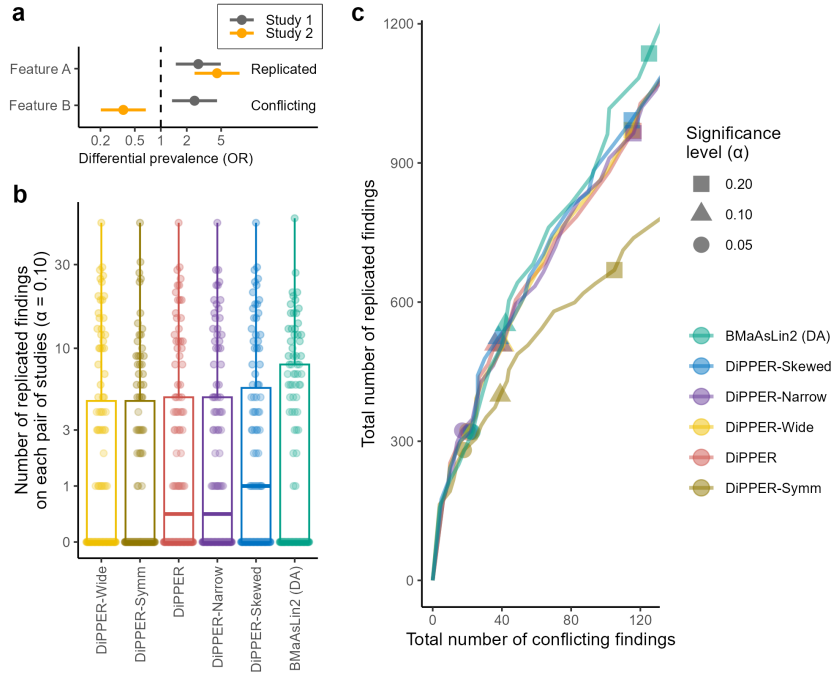 a
Study 1
Study 2
Feature A
Replicated
Feature B
Conflicting
0.2 0.5 1 2 5
Differential prevalence (OR)
b
Number of replicated findings
on each pair of studies (α = 0.10)
30
10
3
1
0
DiPPER-Wide
DiPPER-Symm
DiPPER
DiPPER-Narrow
DiPPER-Skewed
BMaAsLin2 (DA)
c
Total number of replicated findings
1200
900
600
300
0
0 40 80 120
Total number of conflicting findings
Significance
level (α)
0.20
0.10
0.05
BMaAsLin2 (DA)
DiPPER-Skewed
DiPPER-Narrow
DiPPER-Wide
DiPPER
DiPPER-Symm